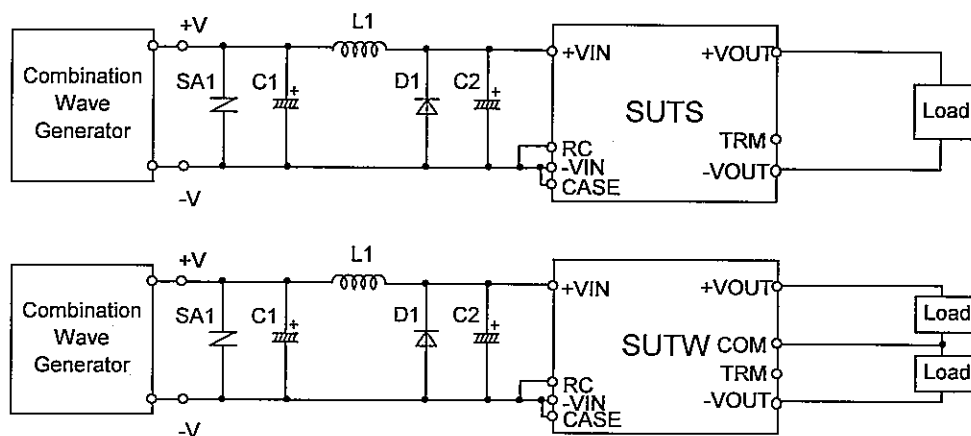 +V
L1
Combination
Wave
Generator
SA1
C1
+
D1
C2
+
+VIN
SUTS
+VOUT
TRM
-VOUT
Load
RC
-VIN
CASE
-V
+V
L1
Combination
Wave
Generator
SA1
C1
+
D1
C2
+
+VIN
SUTW
+VOUT
COM
TRM
-VOUT
Load
Load
RC
-VIN
CASE
-V